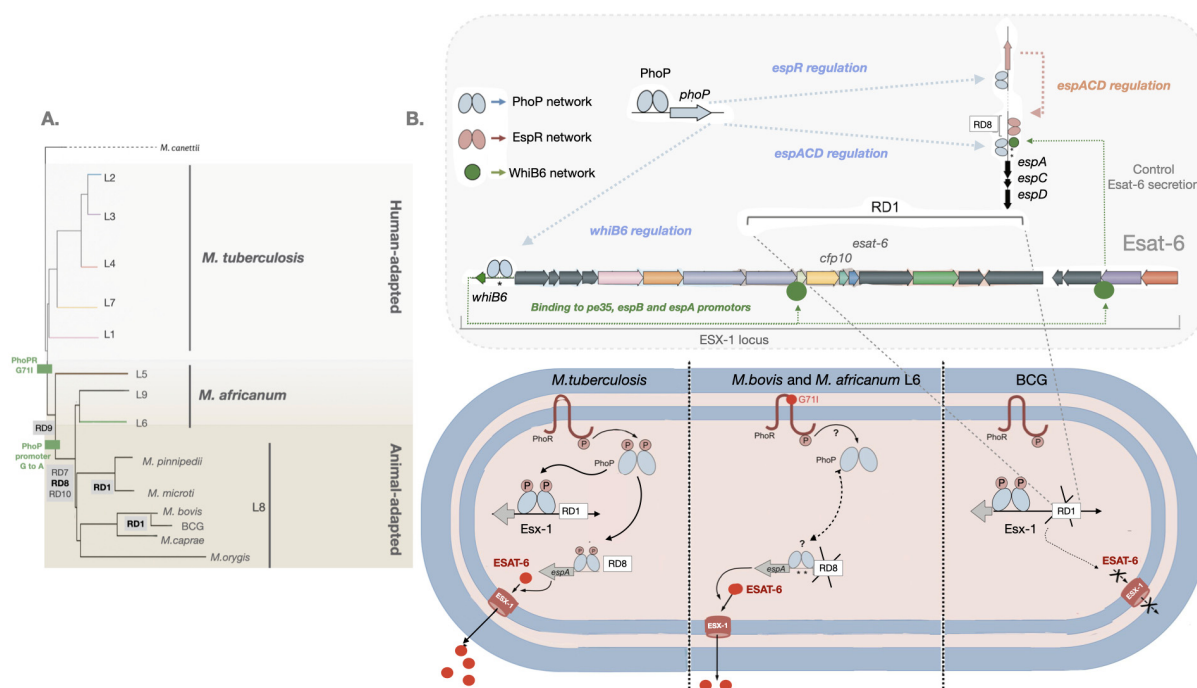 A.
M. canettii
L2
L3
L4
L7
L1
M. tuberculosis
Human-adapted
PhoPR
G71I
L5
L9
L6
M. africanum
RD9
PhoP
promoter
G to A
RD7
RD8
RD10
RD1
M. pinnipedii
M. microti
RD1
M. bovis
BCG
M.caprae
M.orygis
L8
Animal-adapted
B.
PhoP network
EspR network
WhiB6 network
PhoP
phoP
espR regulation
espACD regulation
espACD regulation
RD8
*
espA
espC
espD
Control
Esat-6 secretion
whiB6 regulation
RD1
esat-6
cfp10
Esat-6
*
whiB6
Binding to pe35, espB and espA promotors
ESX-1 locus
M.tuberculosis
PhoR
P
PhoP
P P
P P
RD1
Esx-1
P P
espA
RD8
ESAT-6
ESX-1
M.bovis and M. africanum L6
G71I
PhoR
P
?
PhoP
?
espA
* *
RD8
ESAT-6
ESX-1
BCG
PhoR
P
P P
RD1
Esx-1
ESAT-6
ESX-1